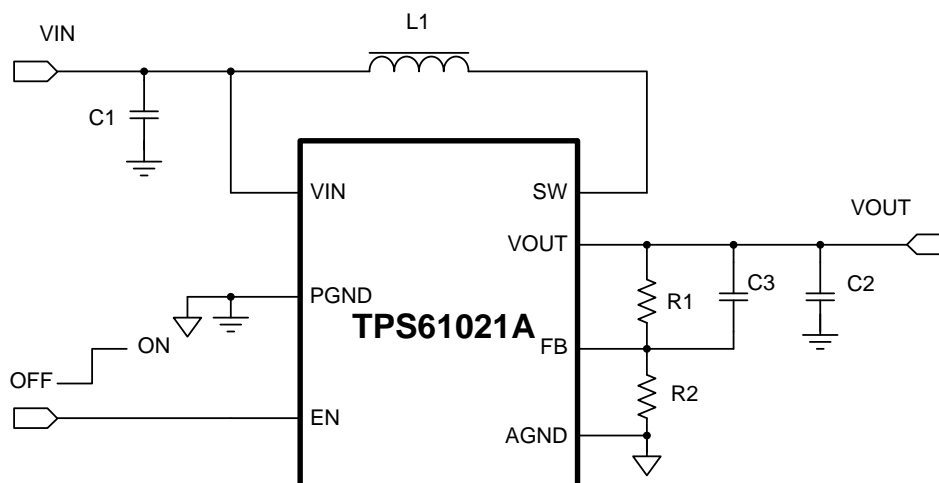 L1
VIN
C1
VIN
SW
VOUT
VOUT
C3
C2
R1
PGND
TPS61021A
ON
FB
OFF
R2
EN
AGND